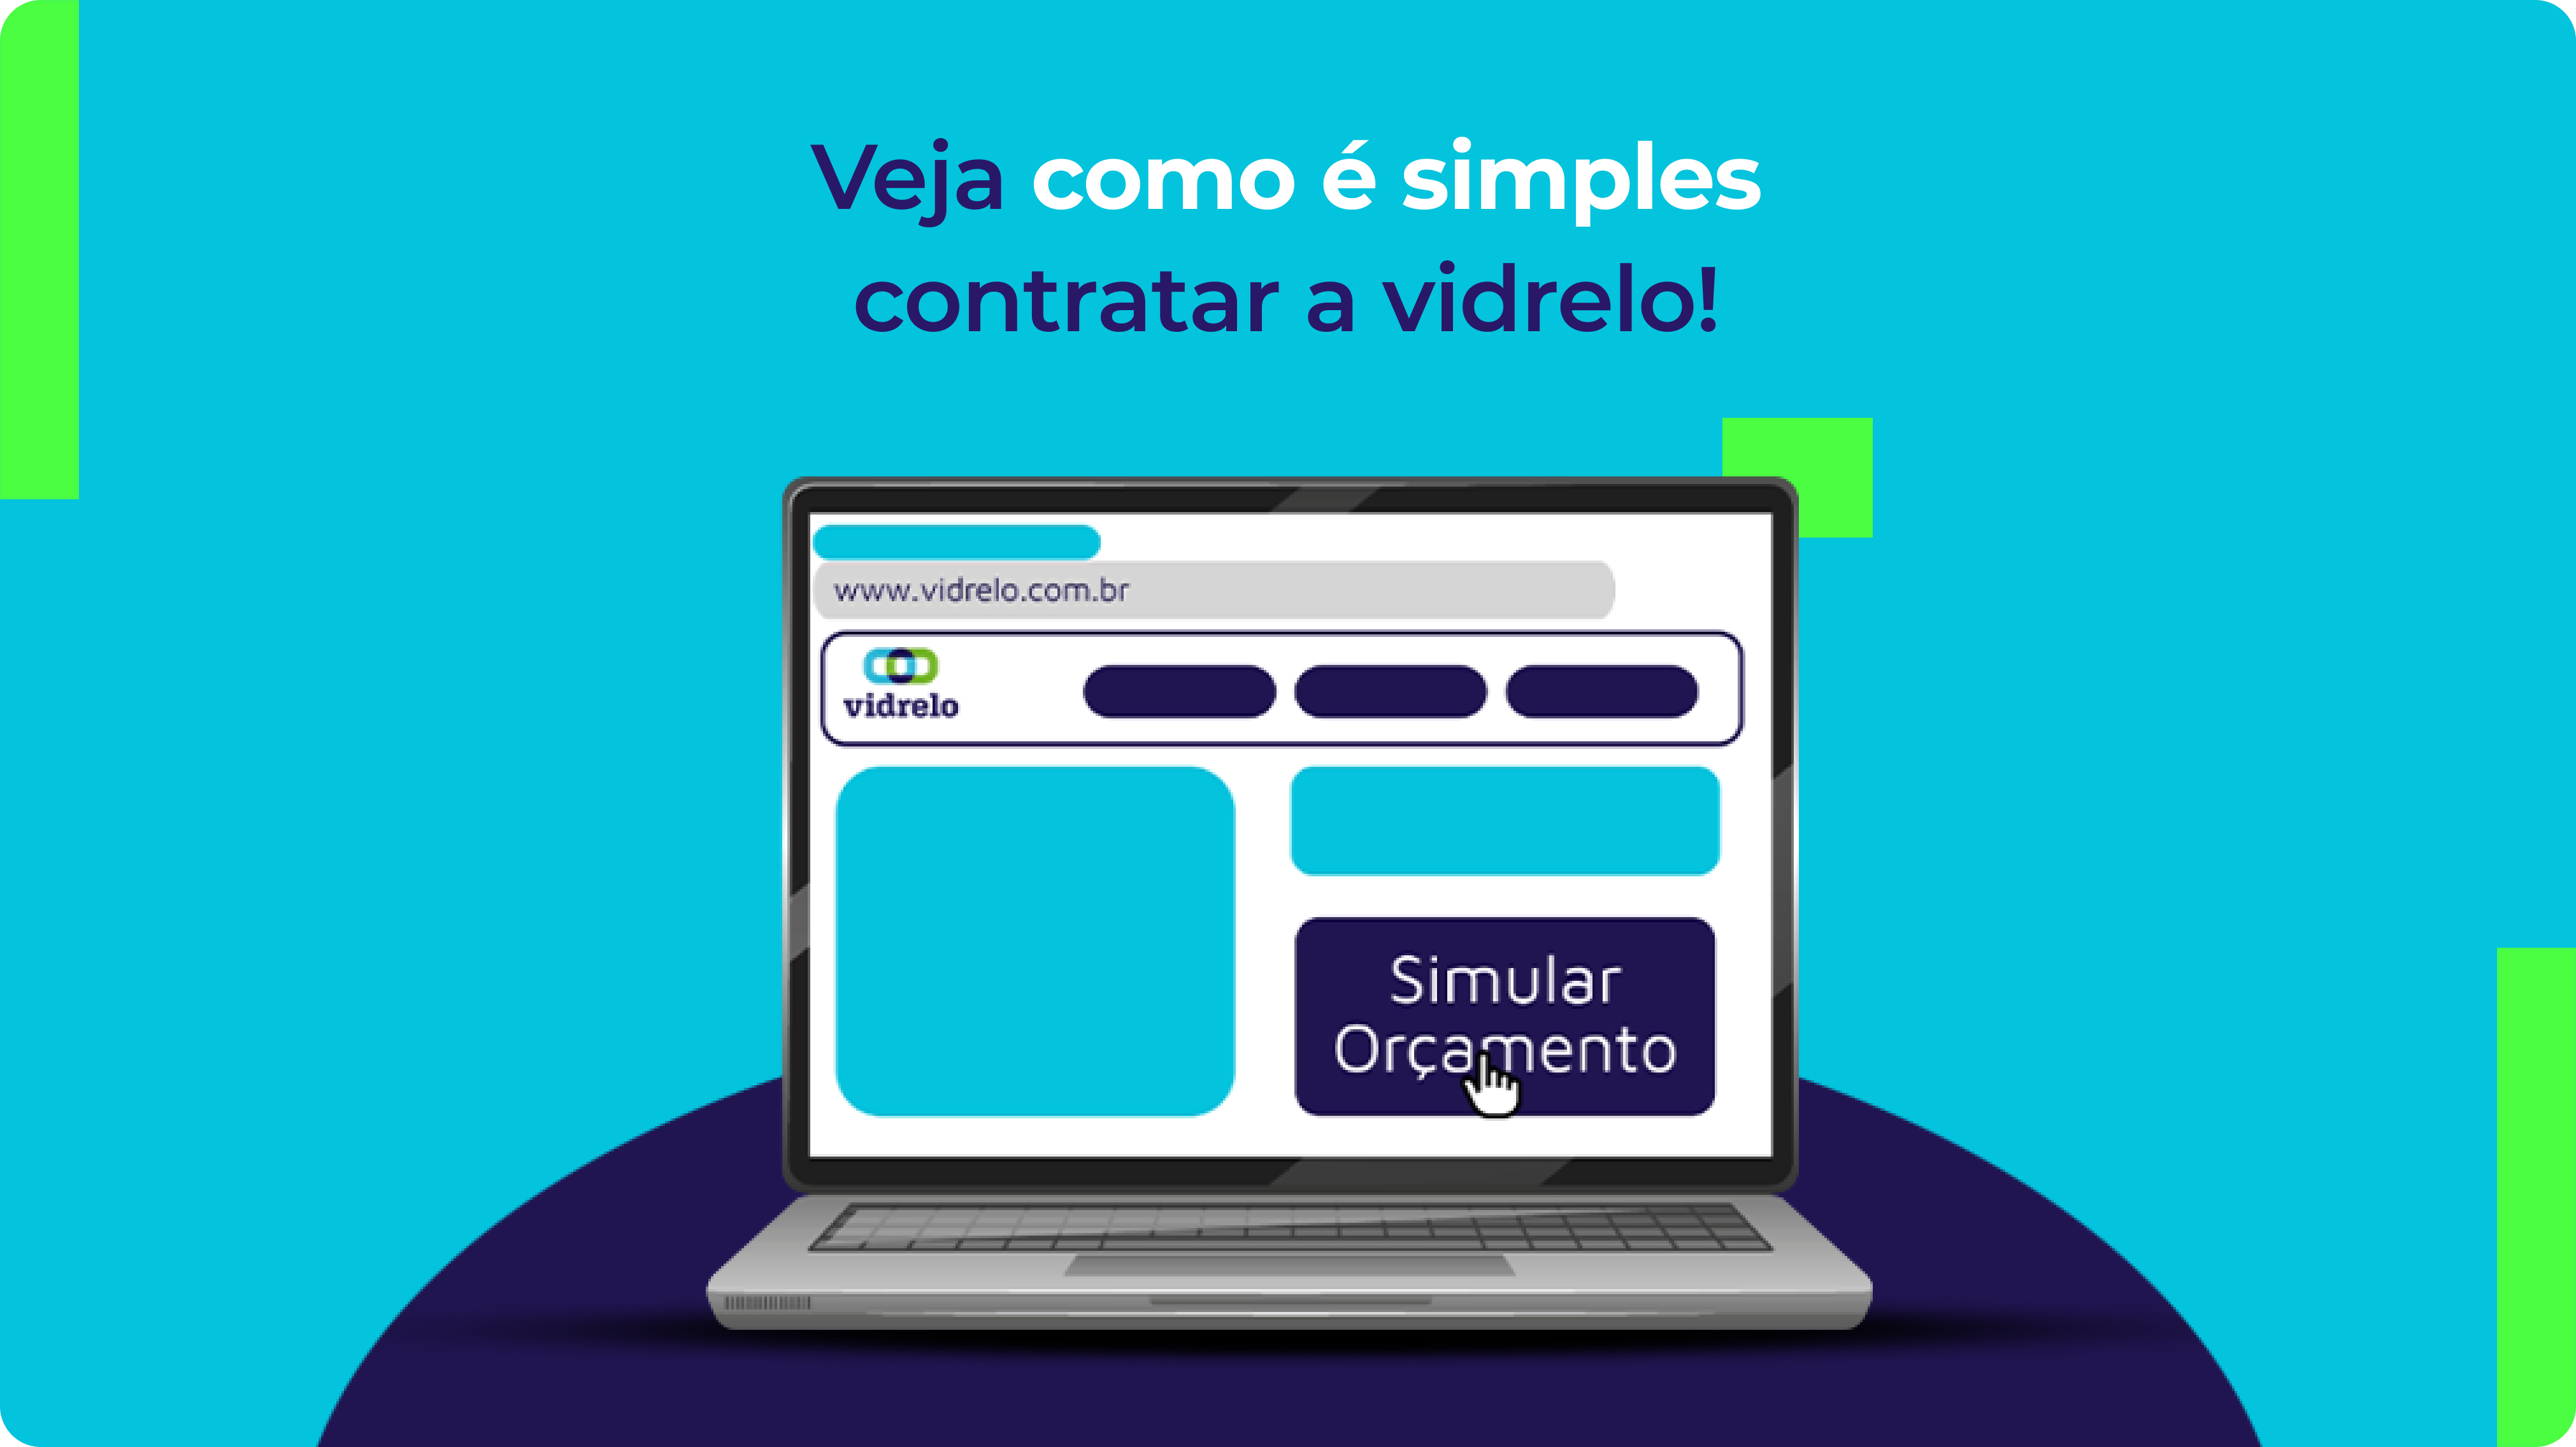 Veja como é simples
contratar a vidrelo!
www.vidrelo.com.br
vidrelo
Simular
Orçamento